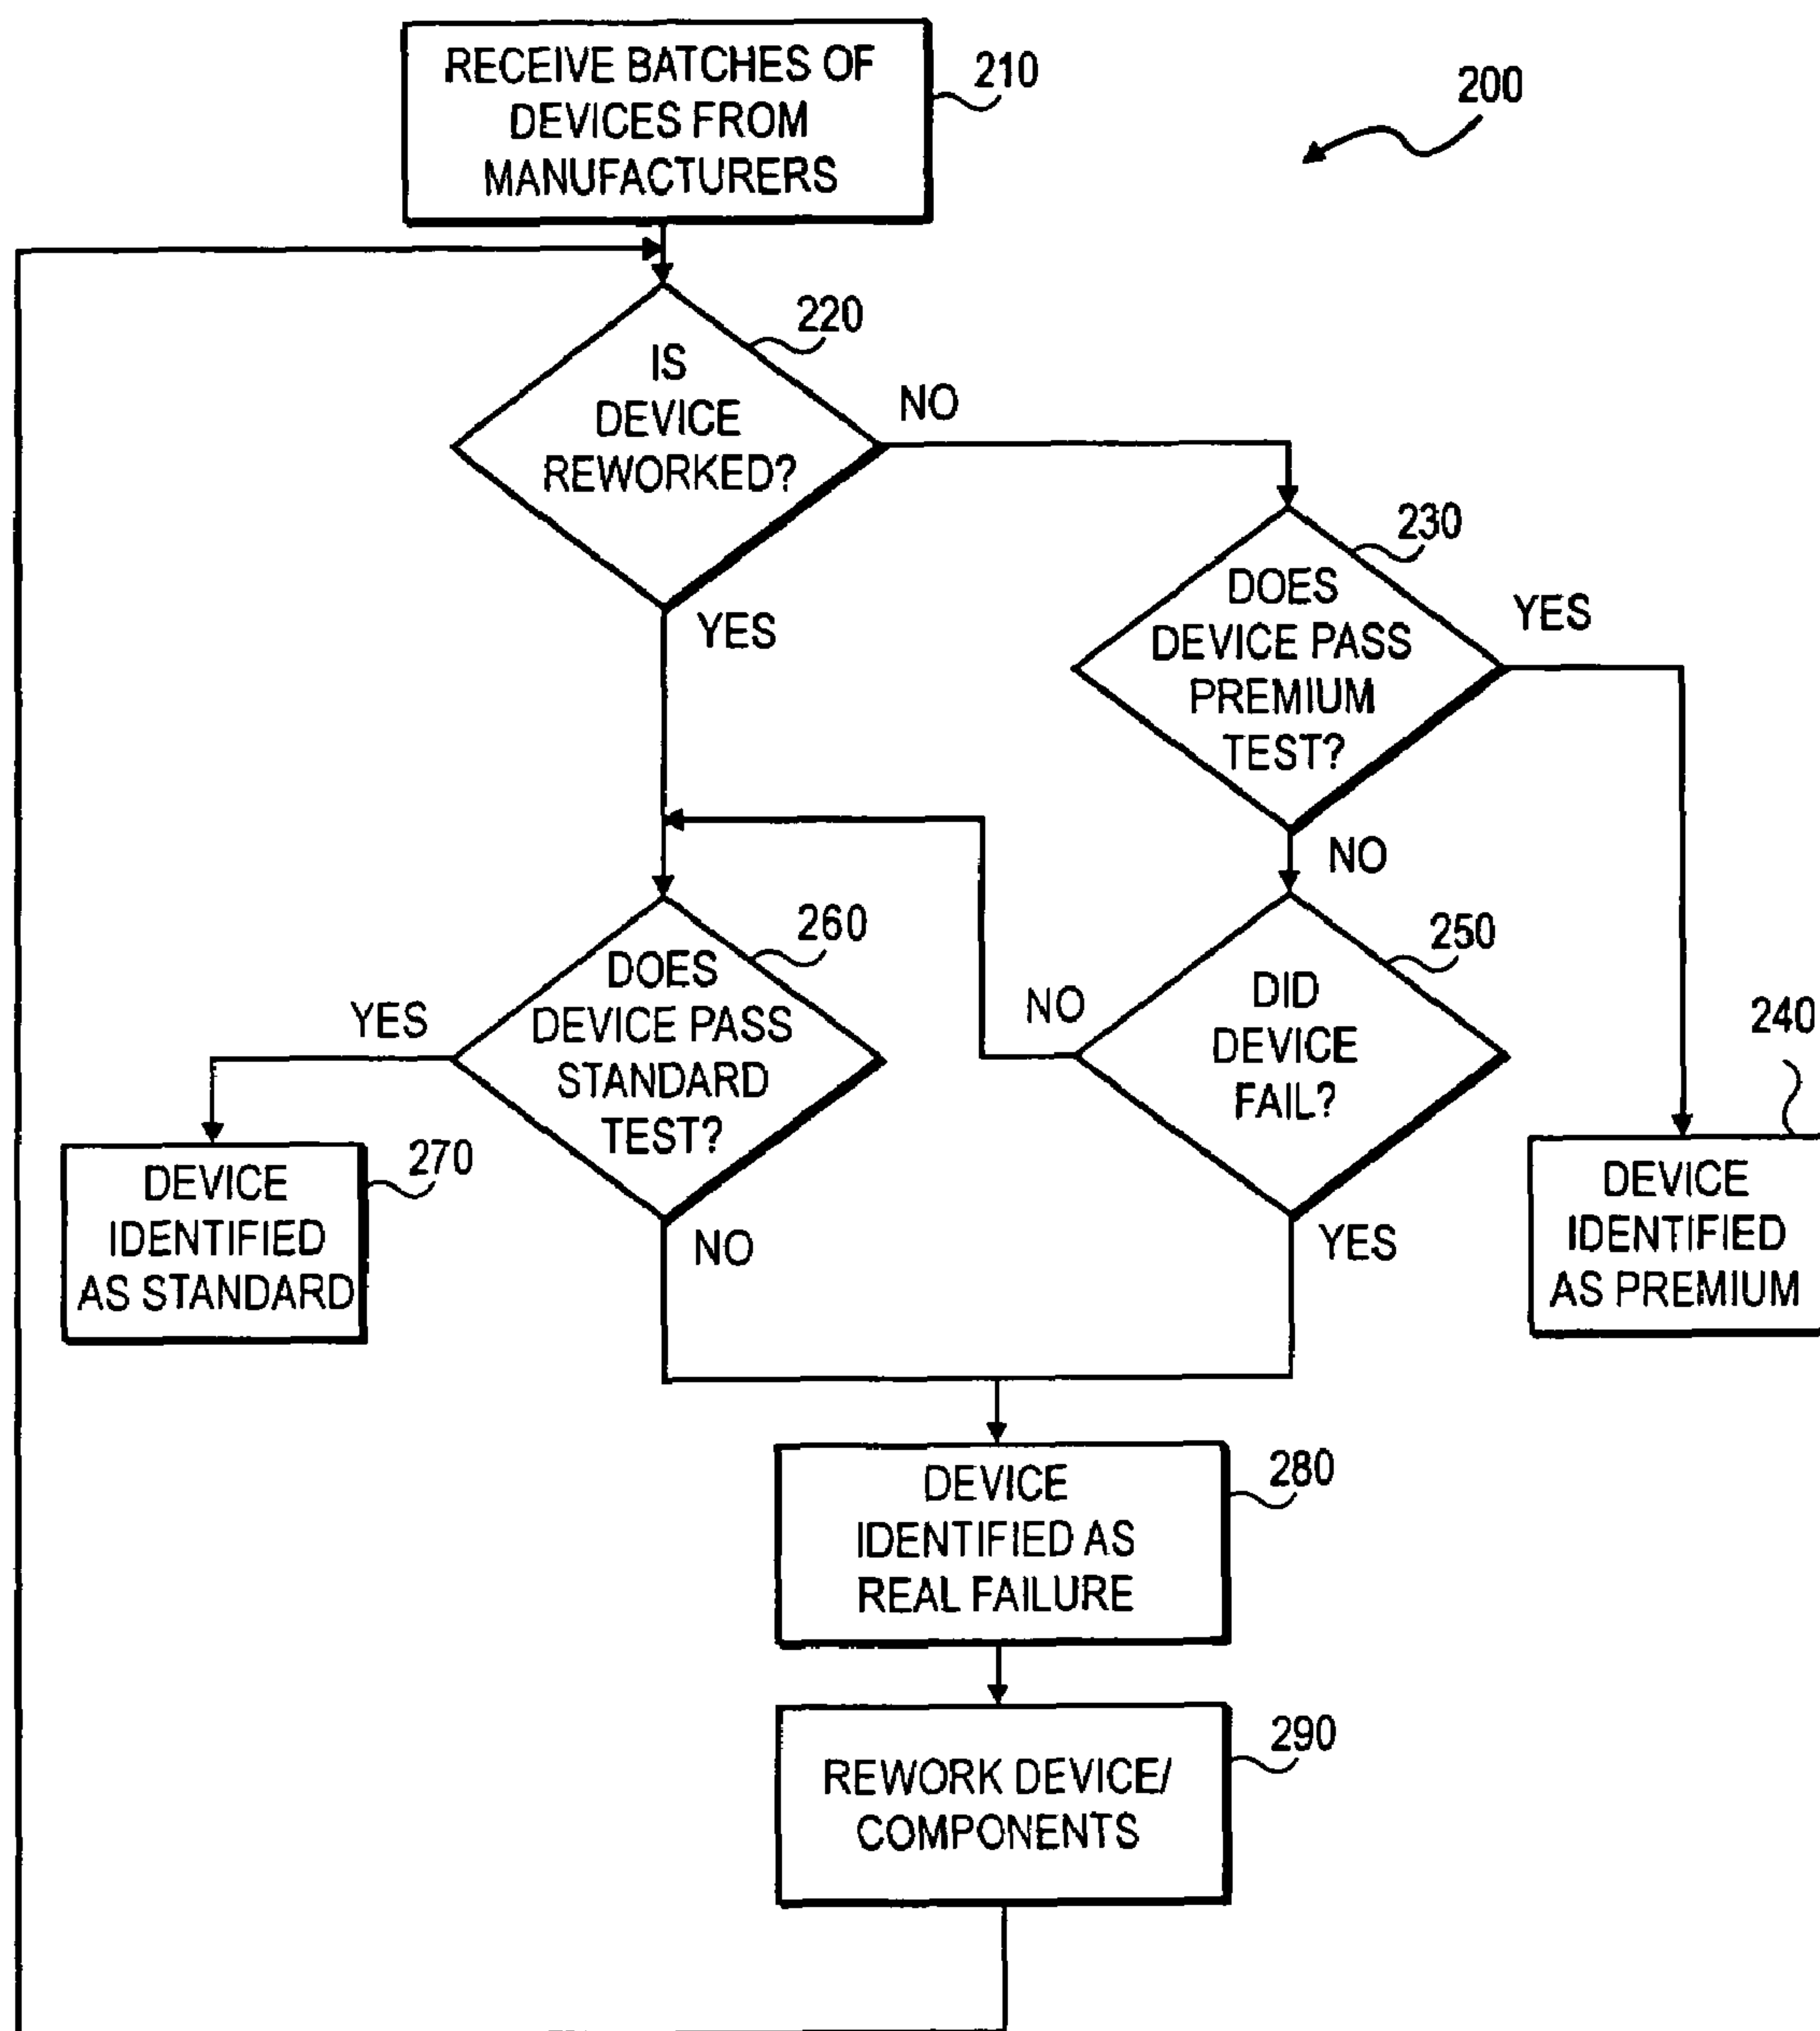 RECEIVE BATCHES OF
DEVICES FROM
MANUFACTURERS
210
200
220
IS
DEVICE
REWORKED?
NO
YES
230
DOES
DEVICE PASS
PREMIUM
TEST?
YES
NO
260
DOES
DEVICE PASS
STANDARD
TEST?
YES
NO
250
DID
DEVICE
FAIL?
NO
YES
240
DEVICE
IDENTIFIED
AS PREMIUM
270
DEVICE
IDENTIFIED
AS STANDARD
280
DEVICE
IDENTIFIED AS
REAL FAILURE
290
REWORK DEVICE/
COMPONENTS